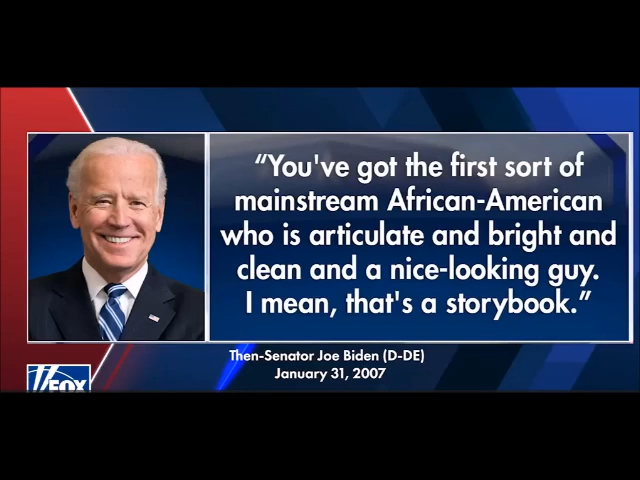 “You've got the first sort of
mainstream African-American
who is articulate and bright and
clean and a nice-looking guy.
I mean, that's a storybook.”
Then-Senator Joe Biden (D-DE)
January 31, 2007
FOX